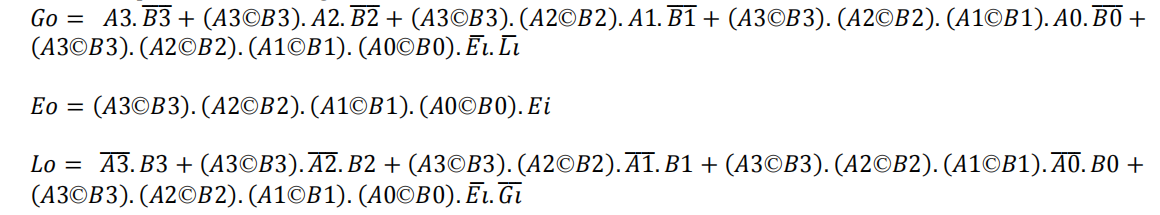 Go = A3.B̅3̅ + (A3©B3).A2.B̅2̅ + (A3©B3).(A2©B2).A1.B̅1̅ + (A3©B3).(A2©B2).(A1©B1).A0.B̅0̅ +
(A3©B3).(A2©B2).(A1©B1).(A0©B0).E̅ı̅.L̅ı̅
Eo = (A3©B3).(A2©B2).(A1©B1).(A0©B0).Ei
Lo = A̅3̅.B3 + (A3©B3).A̅2̅.B2 + (A3©B3).(A2©B2).A̅1̅.B1 + (A3©B3).(A2©B2).(A1©B1).A̅0̅.B0 +
(A3©B3).(A2©B2).(A1©B1).(A0©B0).E̅ı̅.G̅ı̅